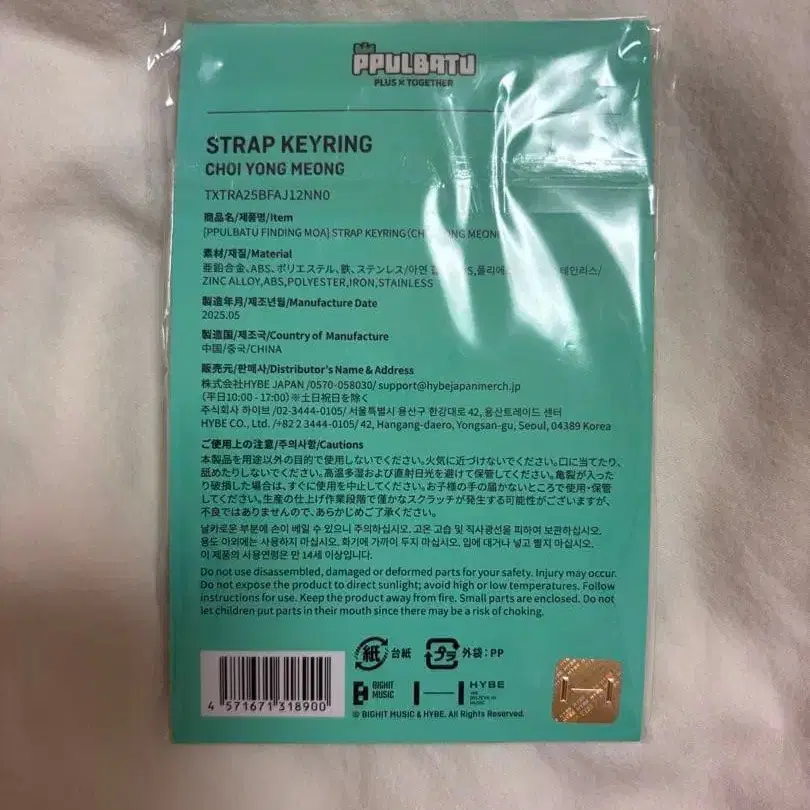 PPULBATU
PLUS × TOGETHER
STRAP KEYRING
CHOI YONG MEONG
TXTRA25BFAJ12NN0
商品名/제품명/Item
[PPULBATU FINDING MOA] STRAP KEYRING(CHOI YONG MEONG
素材/재질/Material
亜鉛合金、ABS、ポリエステル、鉄、ステンレス/아연 합 S,폴리에 테인리스/
ZINC ALLOY,ABS,POLYESTER,IRON,STAINLESS
製造年月/제조년월/Manufacture Date
2025.05
製造国/제조국/Country of Manufacture
中国/중국/CHINA
販売元/판매사/Distributor's Name & Address
株式会社HYBE JAPAN /0570-058030/ support@hybejapanmerch.jp
(平日10:00 - 17:00)※土日祝日を除く
주식회사 하이브 /02-3444-0105/ 서울특별시 용산구 한강대로 42, 용산트레이드 센터
HYBE CO., Ltd. /+82 2 3444-0105/ 42, Hangang-daero, Yongsan-gu, Seoul, 04389 Korea
ご使用上の注意/주의사항/Cautions
本製品を用途以外の目的で使用しないでください。火気に近づけないでください。口に当てたり、
舐めたりしないでください。高温多湿および直射日光を避けて保管してください。亀裂が入った
り破損した場合は、すぐに使用を中止してください。お子様の手の届かないところで使用・保管
してください。生産の仕上げ作業段階で僅かなスクラッチが発生する可能性がございますが、
不良ではありませんので、あらかじめご了承ください。
날카로운 부분에 손이 베일 수 있으니 주의하십시오. 고온 고습 및 직사광선을 피하여 보관하십시오.
용도 이외에는 사용하지 마십시오. 화기에 가까이 두지 마십시오. 입에 대거나 넣고 빨지 마십시오.
이 제품의 사용연령은 만 14세 이상입니다.
Do not use disassembled, damaged or deformed parts for your safety. Injury may occur.
Do not expose the product to direct sunlight; avoid high or low temperatures. Follow
instructions for use. Keep the product away from fire. Small parts are enclosed. Do not
let children put parts in their mouth since there may be a risk of choking.
紙 台紙 プラ 外袋:PP
4 571671 318900
BIGHIT
MUSIC
HYBE
WE
BELIEVE IN
MUSIC
© BIGHIT MUSIC & HYBE. All Rights Reserved.